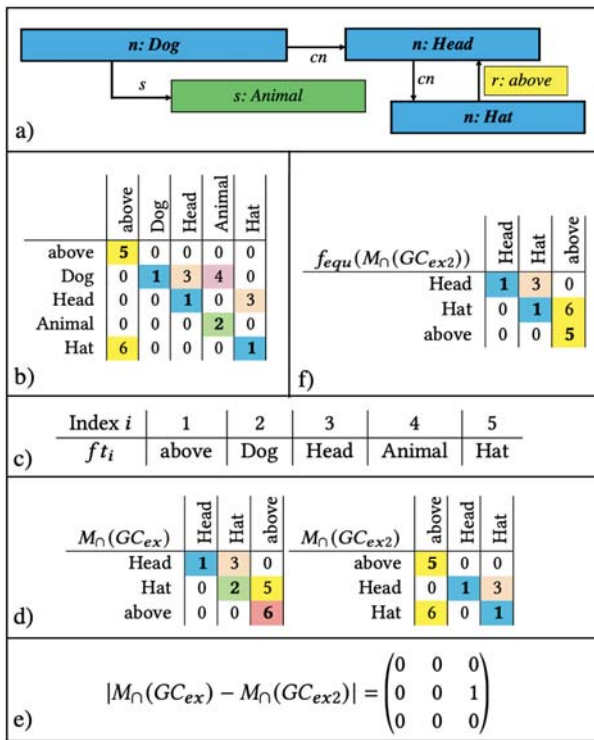 n: Dog
n: Head
cn
s
cn
r: above
s: Animal
n: Hat
a)
above Dog Head Animal Hat
above 5 0 0 0 0
Dog 0 1 3 4 0
Head 0 0 1 0 3
Animal 0 0 0 2 0
Hat 6 0 0 0 1
b)
Head Hat above
f_equ(M∩(GC_ex2))
Head 1 3 0
Hat 0 1 6
above 0 0 5
f)
Index i 1 2 3 4 5
ft_i above Dog Head Animal Hat
c)
Head Hat above
M∩(GC_ex)
Head 1 3 0
Hat 0 2 5
above 0 0 6
above Head Hat
M∩(GC_ex2)
above 5 0 0
Head 0 1 3
Hat 6 0 1
d)
0 0 0
|M∩(GC_ex) − M∩(GC_ex2)| = 0 0 1
0 0 0
e)